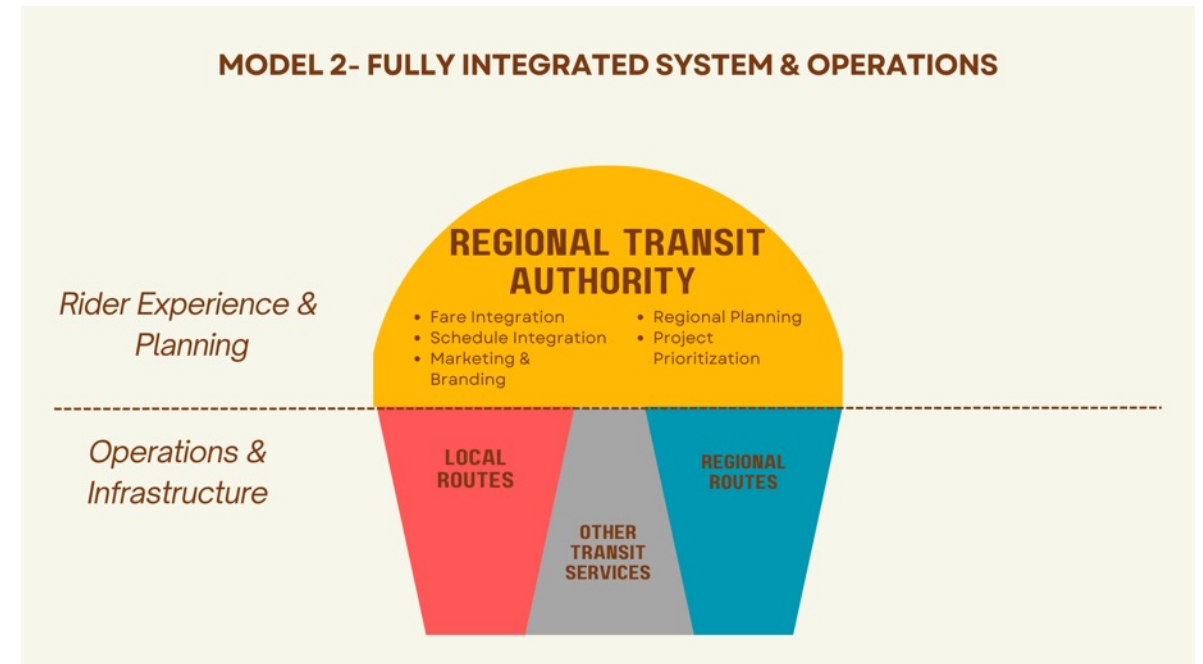 MODEL 2- FULLY INTEGRATED SYSTEM & OPERATIONS
REGIONAL TRANSIT
AUTHORITY
Rider Experience &
Planning
• Fare Integration
• Schedule Integration
• Marketing &
Branding
• Regional Planning
• Project
Prioritization
Operations &
Infrastructure
LOCAL
ROUTES
OTHER
TRANSIT
SERVICES
REGIONAL
ROUTES